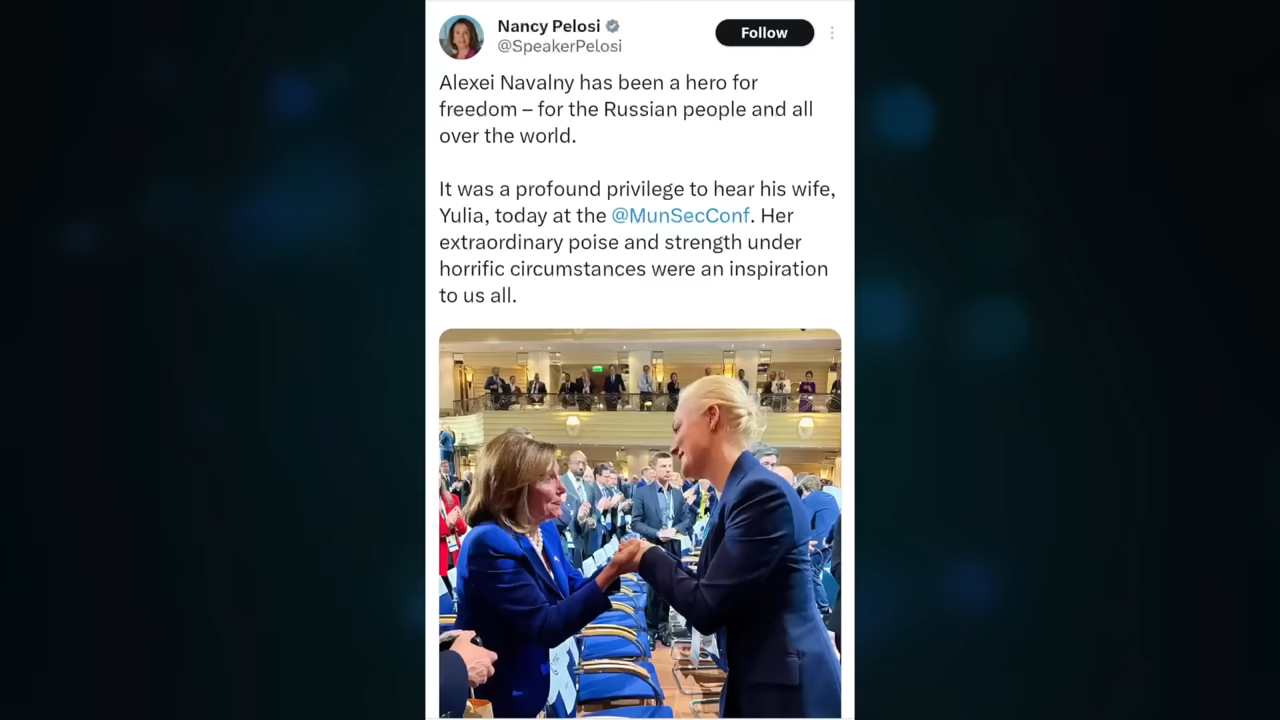 Nancy Pelosi
@SpeakerPelosi
Follow
Alexei Navalny has been a hero for
freedom – for the Russian people and all
over the world.
It was a profound privilege to hear his wife,
Yulia, today at the @MunSecConf. Her
extraordinary poise and strength under
horrific circumstances were an inspiration
to us all.